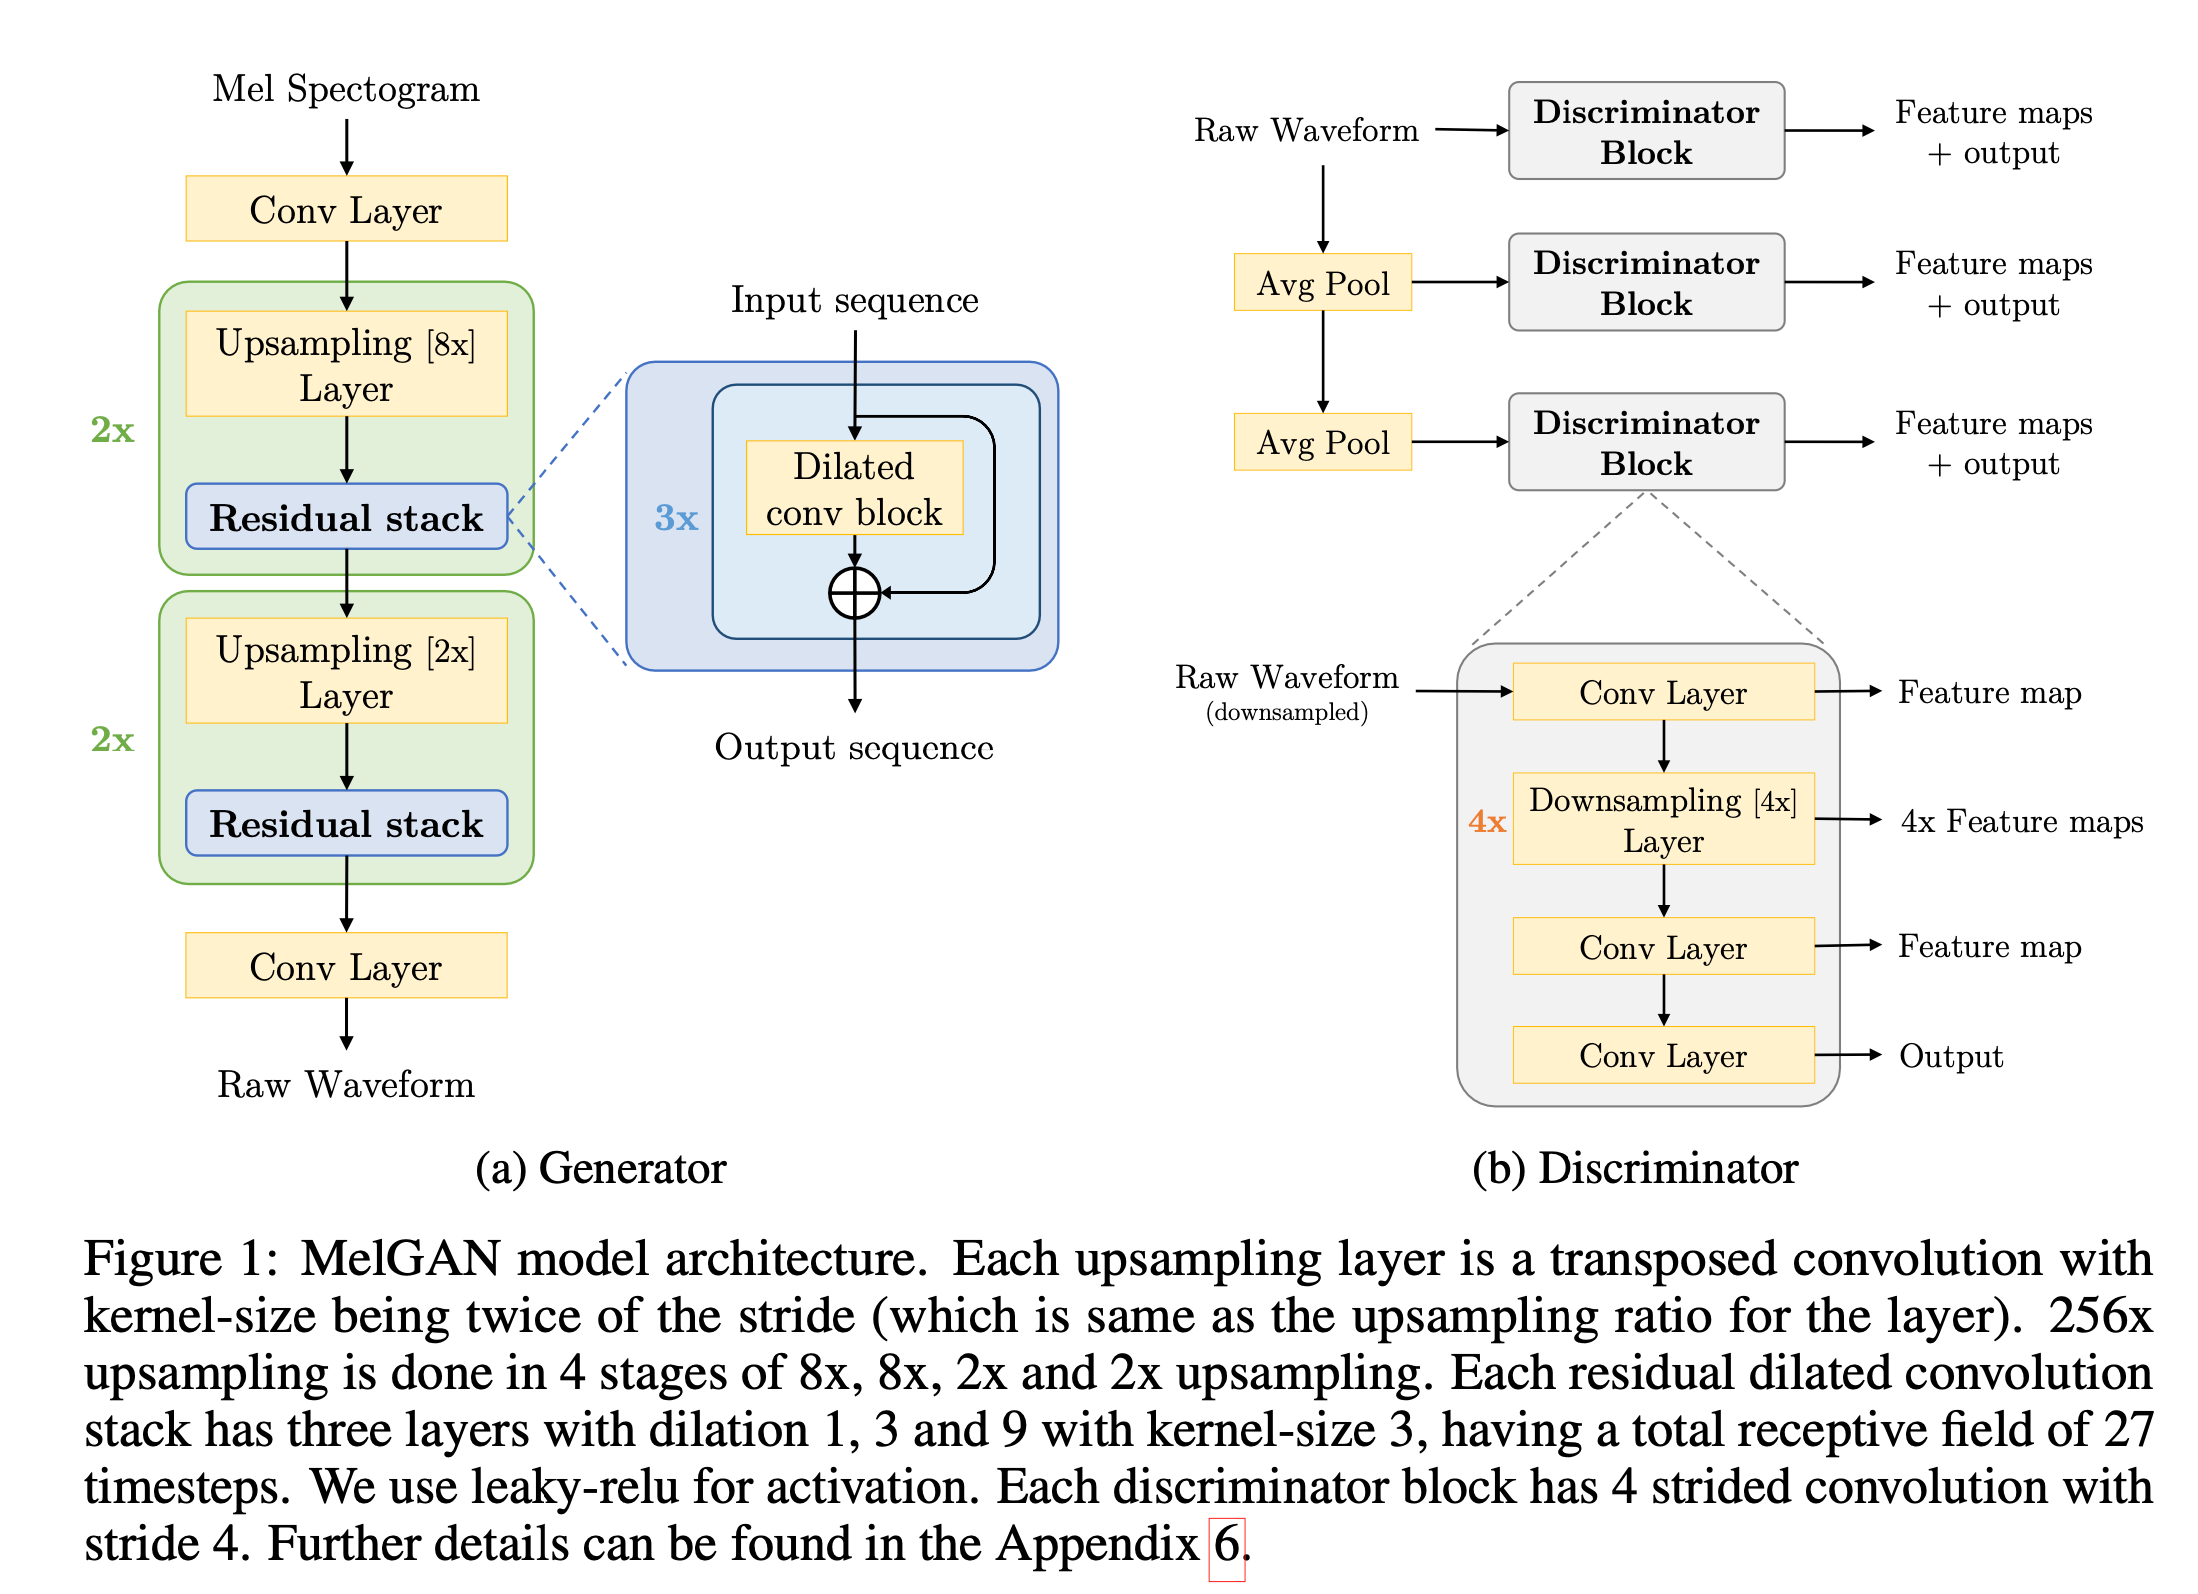 Mel Spectogram
Conv Layer
2x
Upsampling [8x]
Layer
Residual stack
2x
Upsampling [2x]
Layer
Residual stack
Conv Layer
Raw Waveform
Input sequence
3x
Dilated
conv block
Output sequence
(a) Generator
Raw Waveform
Discriminator
Block
Feature maps
+ output
Avg Pool
Discriminator
Block
Feature maps
+ output
Avg Pool
Discriminator
Block
Feature maps
+ output
Raw Waveform
(downsampled)
Conv Layer
Feature map
4x
Downsampling [4x]
Layer
4x Feature maps
Conv Layer
Feature map
Conv Layer
Output
(b) Discriminator
Figure 1: MelGAN model architecture. Each upsampling layer is a transposed convolution with
kernel-size being twice of the stride (which is same as the upsampling ratio for the layer). 256x
upsampling is done in 4 stages of 8x, 8x, 2x and 2x upsampling. Each residual dilated convolution
stack has three layers with dilation 1, 3 and 9 with kernel-size 3, having a total receptive field of 27
timesteps. We use leaky-relu for activation. Each discriminator block has 4 strided convolution with
stride 4. Further details can be found in the Appendix 6.